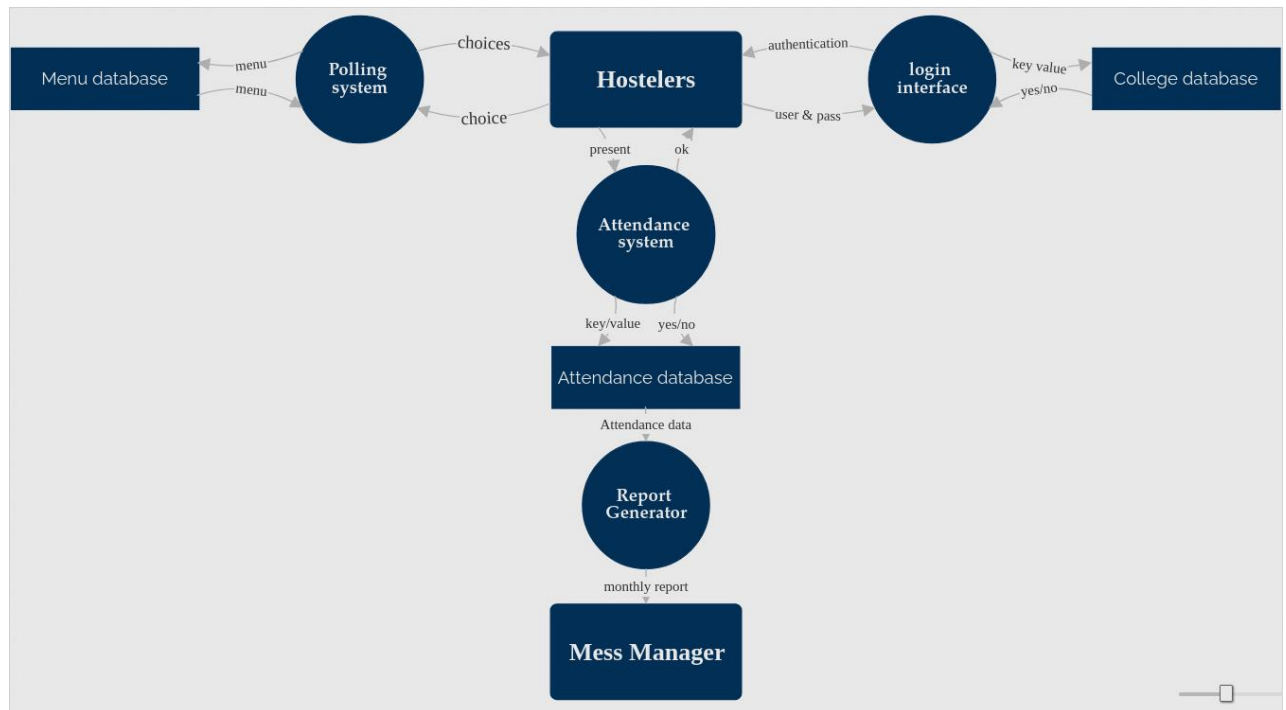 Menu database
menu
menu
Polling
system
choices
choice
Hostelers
authentication
user & pass
login
interface
key value
yes/no
College database
present
ok
Attendance
system
key/value
yes/no
Attendance database
Attendance data
Report
Generator
monthly report
Mess Manager